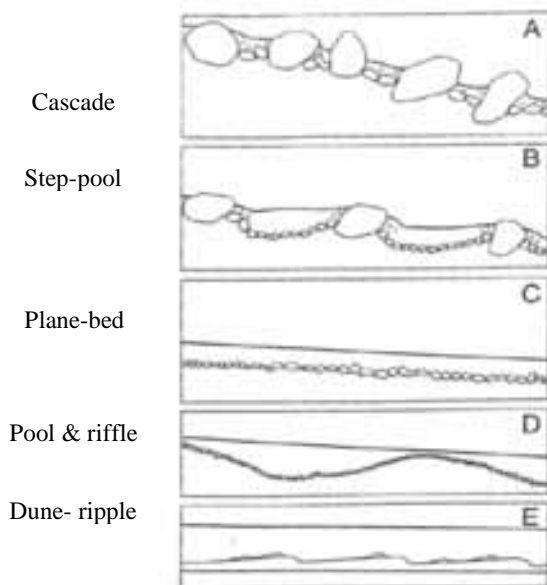 A
Cascade
B
Step-pool
C
Plane-bed
D
Pool & riffle
E
Dune- ripple